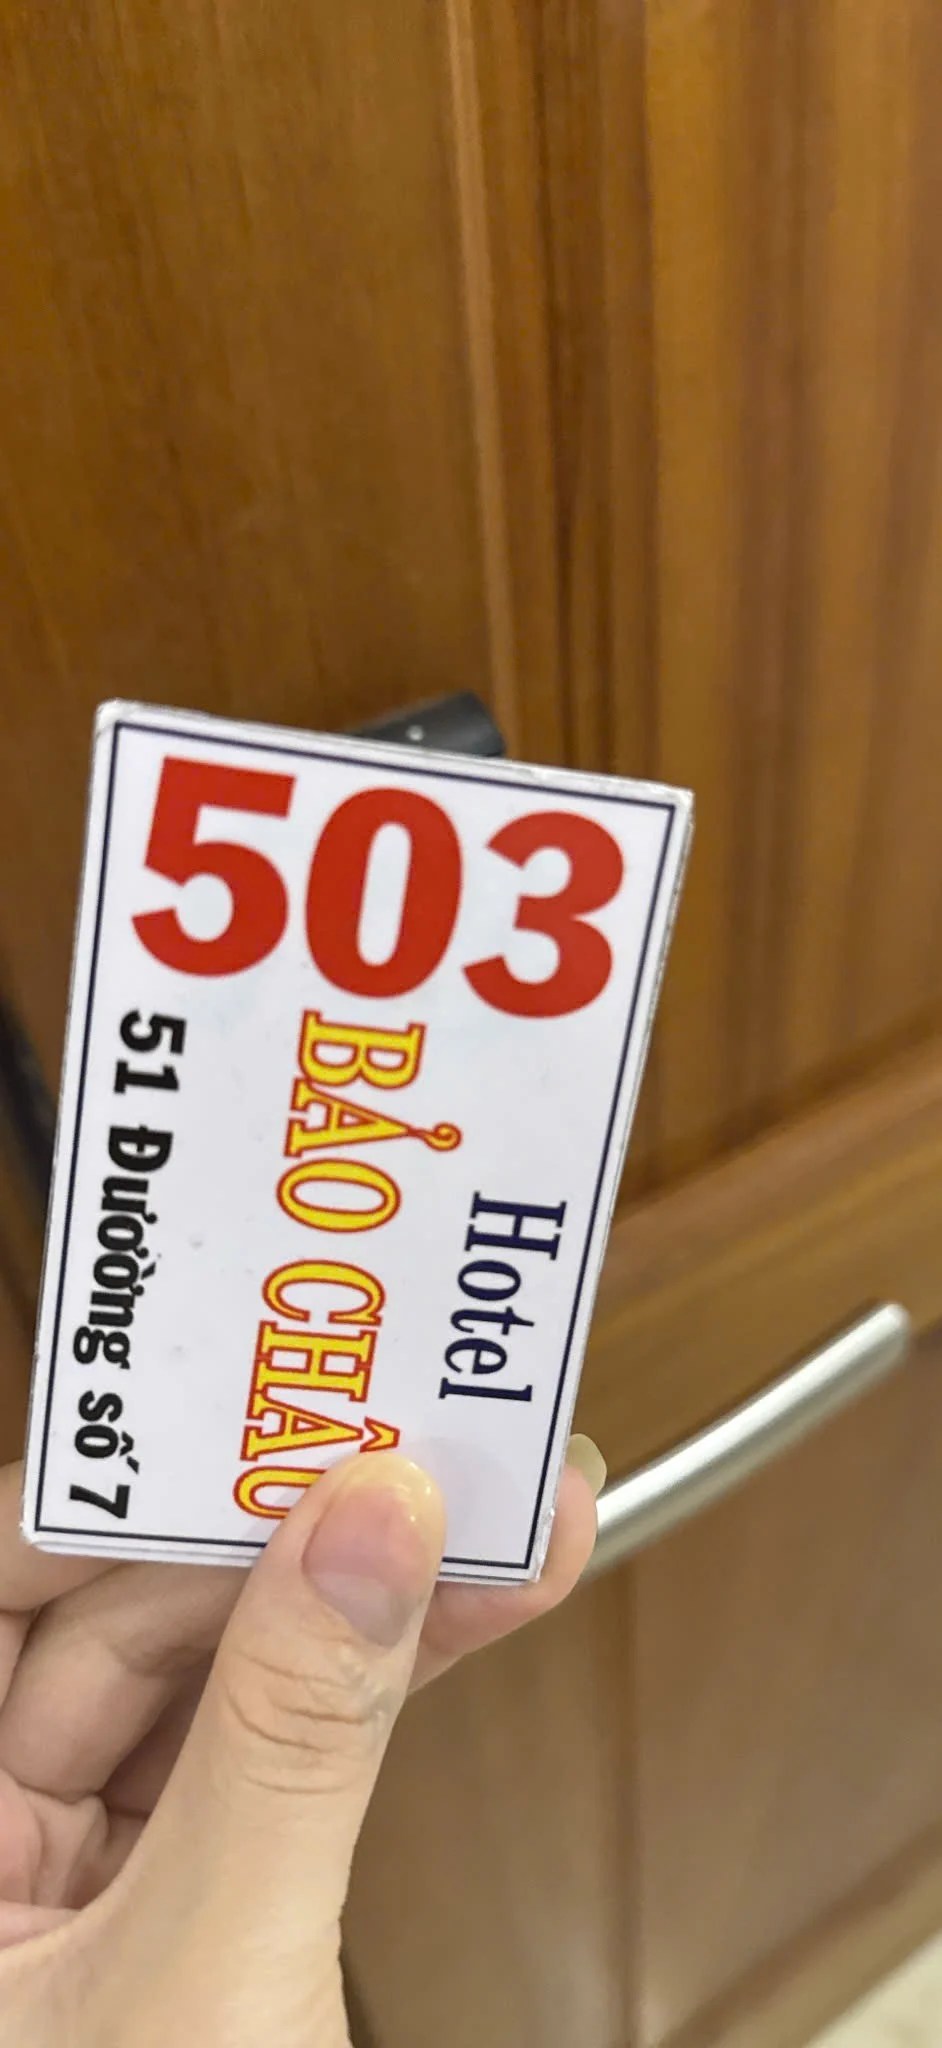 503
Hotel
BẢO CHÂU
51 Đường số 7